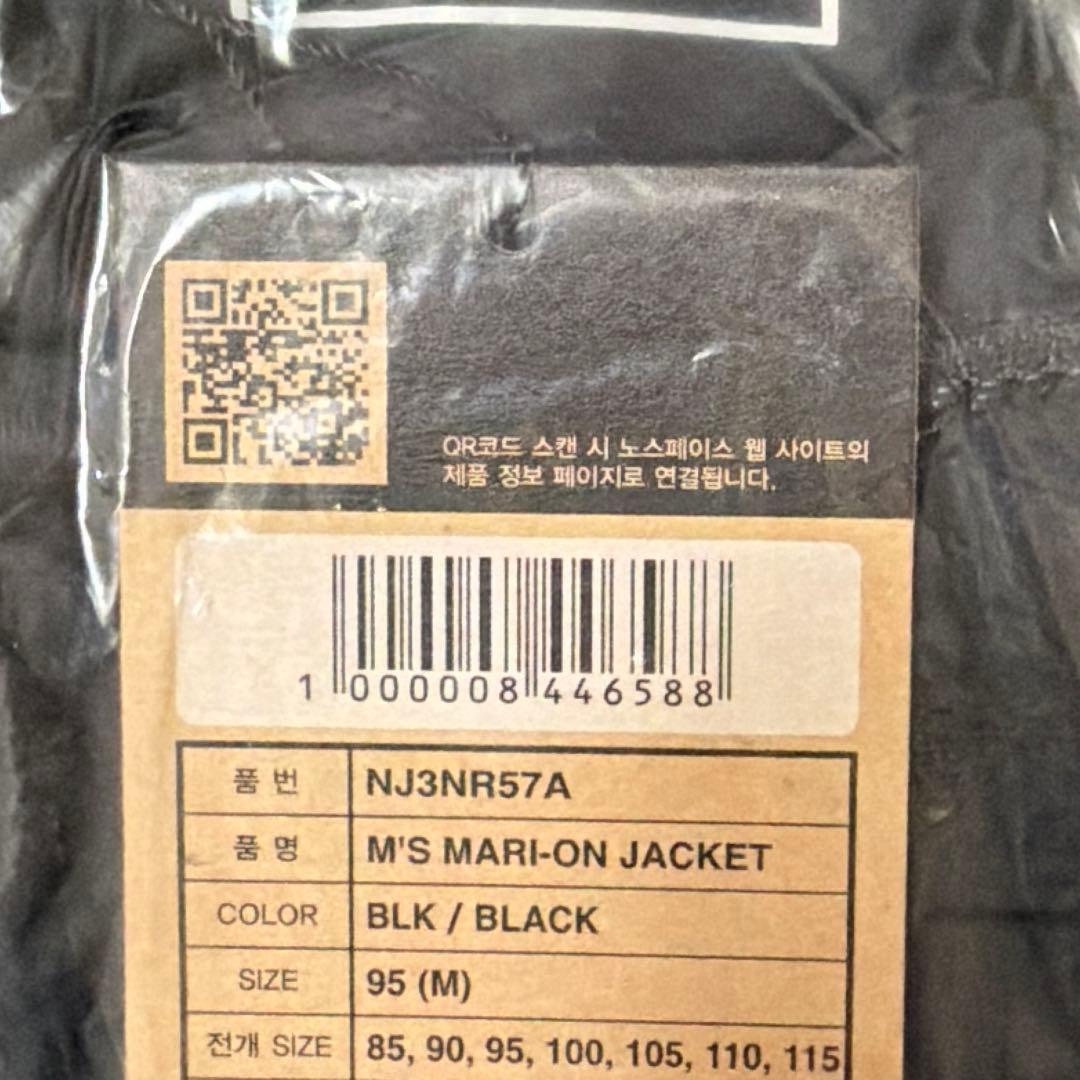 QR코드 스캔 시 노스페이스 웹 사이트의
제품 정보 페이지로 연결됩니다.
1 000008 446588
품 번 NJ3NR57A
품 명 M'S MARI-ON JACKET
COLOR BLK / BLACK
SIZE 95 (M)
전개 SIZE 85, 90, 95, 100, 105, 110, 115